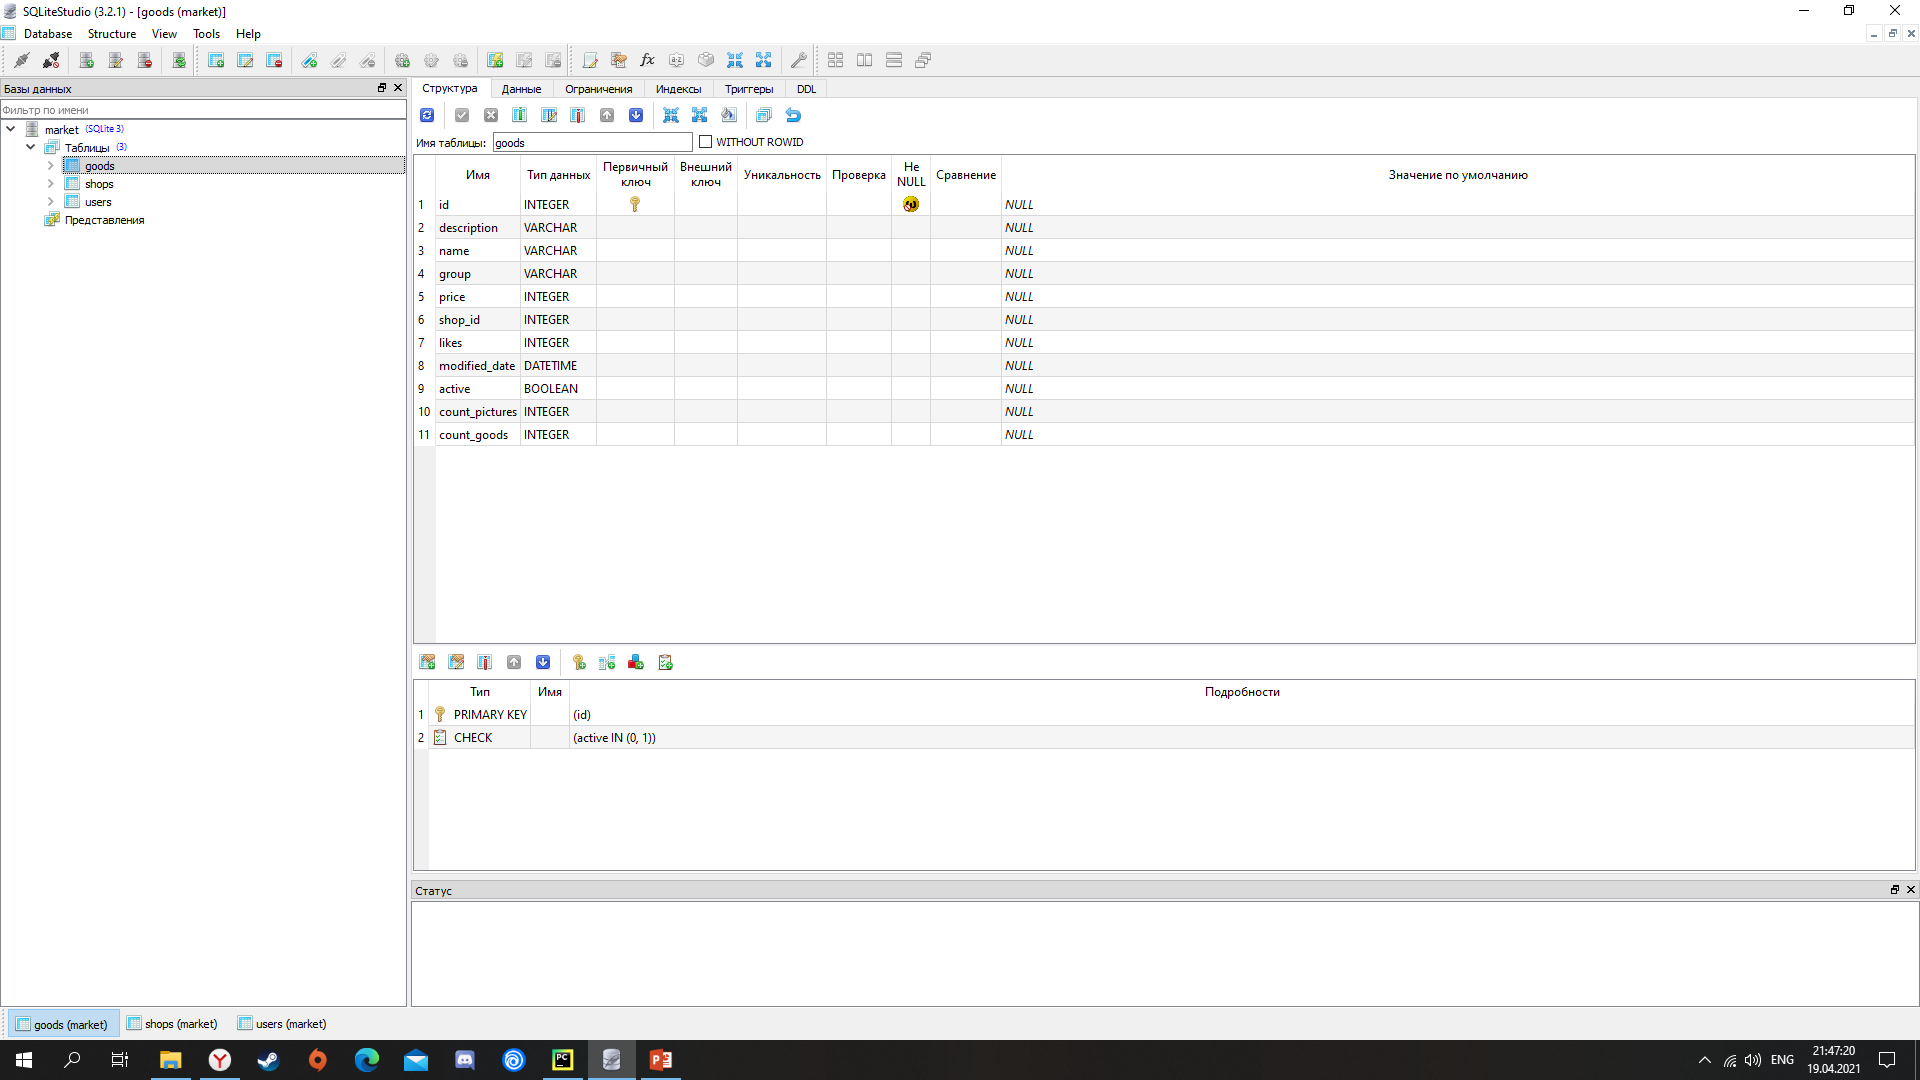 SQLiteStudio (3.2.1) - [goods (market)]
Database Structure View Tools Help
Базы данных
Фильтр по имени
market (SQLite 3)
Таблицы (3)
goods
shops
users
Представления
Структура Данные Ограничения Индексы Триггеры DDL
Имя таблицы: goods WITHOUT ROWID
Имя Тип данных Первичный ключ Внешний ключ Уникальность Проверка Не NULL Сравнение Значение по умолчанию
1 id INTEGER NULL
2 description VARCHAR NULL
3 name VARCHAR NULL
4 group VARCHAR NULL
5 price INTEGER NULL
6 shop_id INTEGER NULL
7 likes INTEGER NULL
8 modified_date DATETIME NULL
9 active BOOLEAN NULL
10 count_pictures INTEGER NULL
11 count_goods INTEGER NULL
Тип Имя Подробности
1 PRIMARY KEY (id)
2 CHECK (active IN (0, 1))
Статус
goods (market) shops (market) users (market)
ENG 21:47:20
19.04.2021